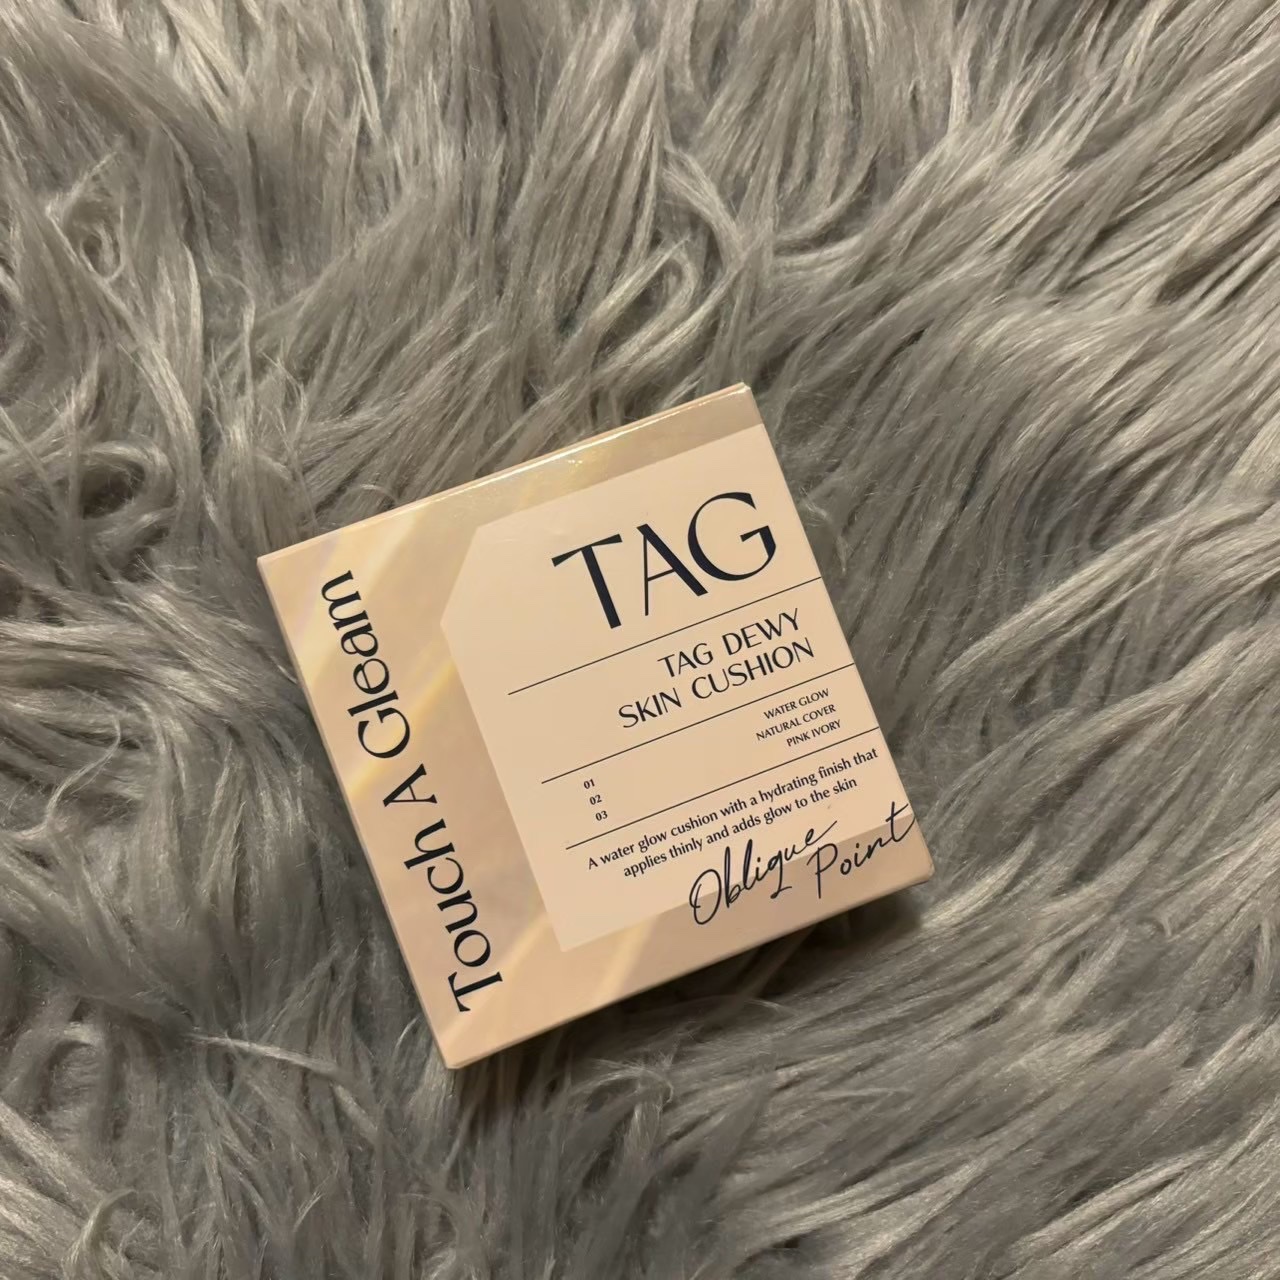 Touch A Gleam
TAG
TAG DEWY
SKIN CUSHION
WATER GLOW
NATURAL COVER
PINK IVORY
01
02
03
A water glow cushion with a hydrating finish that
applies thinly and adds glow to the skin
Oblique
Point